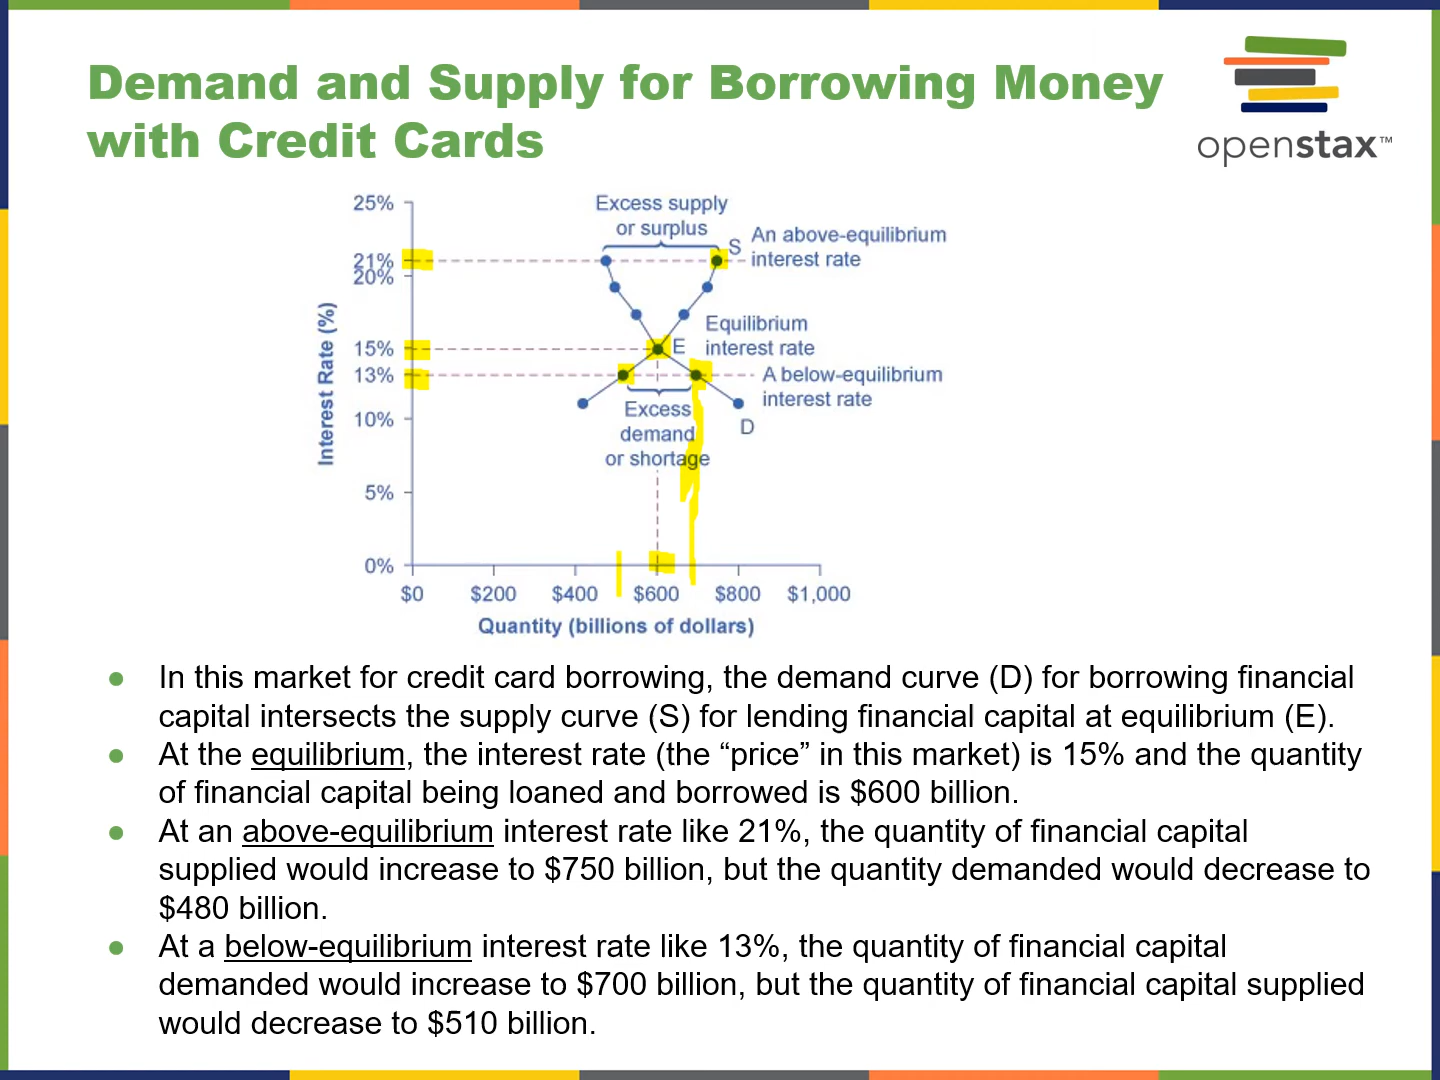 Demand and Supply for Borrowing Money
with Credit Cards
openstax™
25%
21%
20%
15%
13%
10%
5%
0%
Interest Rate (%)
Excess supply
or surplus
S
An above-equilibrium
interest rate
E
Equilibrium
interest rate
A below-equilibrium
interest rate
Excess
demand
or shortage
D
$0 $200 $400 $600 $800 $1,000
Quantity (billions of dollars)
● In this market for credit card borrowing, the demand curve (D) for borrowing financial
capital intersects the supply curve (S) for lending financial capital at equilibrium (E).
● At the equilibrium, the interest rate (the “price” in this market) is 15% and the quantity
of financial capital being loaned and borrowed is $600 billion.
● At an above-equilibrium interest rate like 21%, the quantity of financial capital
supplied would increase to $750 billion, but the quantity demanded would decrease to
$480 billion.
● At a below-equilibrium interest rate like 13%, the quantity of financial capital
demanded would increase to $700 billion, but the quantity of financial capital supplied
would decrease to $510 billion.